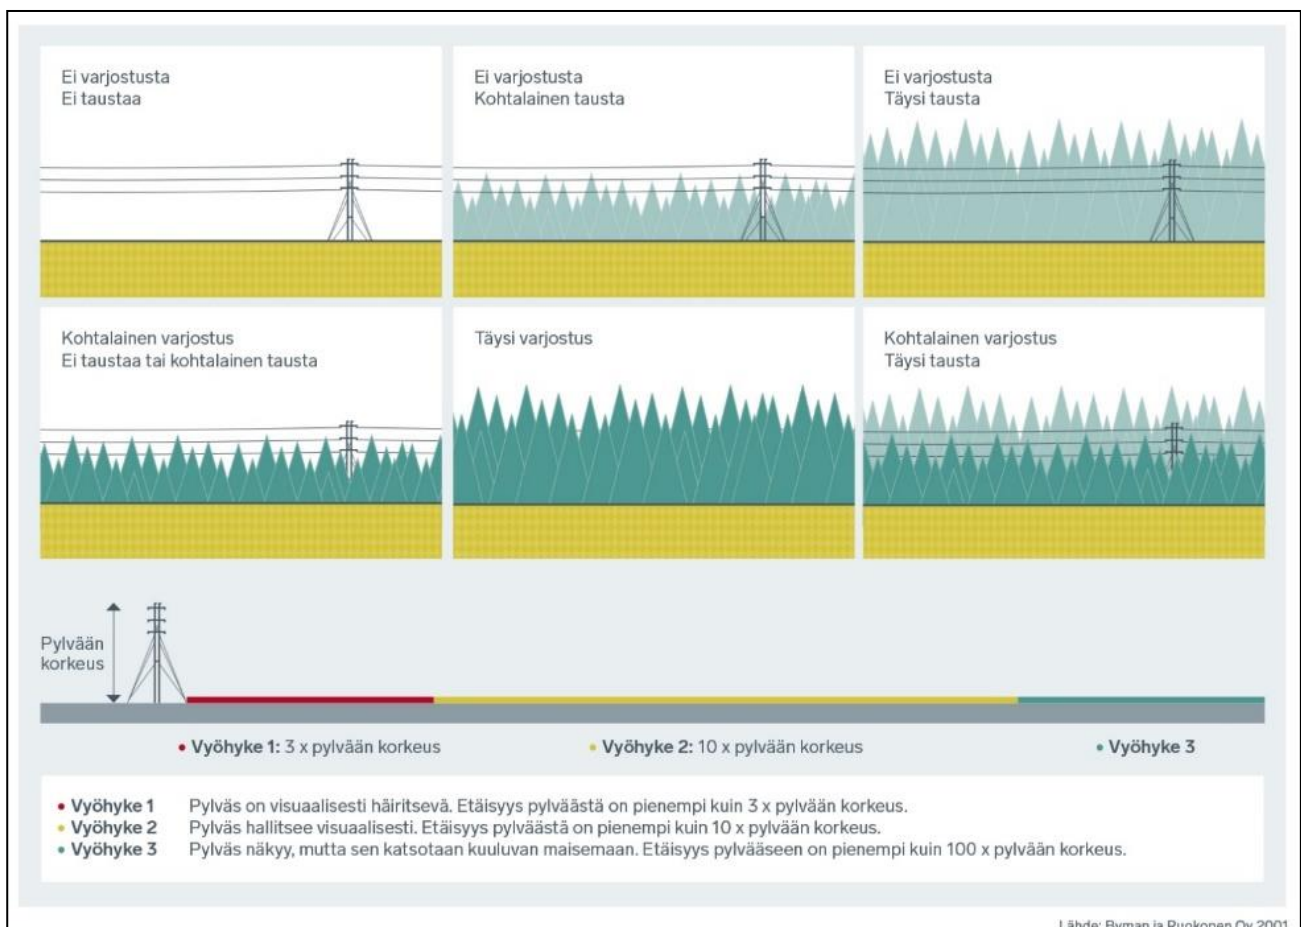 Ei varjostusta
Ei taustaa
Ei varjostusta
Kohtalainen tausta
Ei varjostusta
Täysi tausta
Kohtalainen varjostus
Ei taustaa tai kohtalainen tausta
Täysi varjostus
Kohtalainen varjostus
Täysi tausta
Pylvään
korkeus
• Vyöhyke 1: 3 x pylvään korkeus
• Vyöhyke 2: 10 x pylvään korkeus
• Vyöhyke 3
• Vyöhyke 1 Pylväs on visuaalisesti häiritsevä. Etäisyys pylväästä on pienempi kuin 3 x pylvään korkeus.
• Vyöhyke 2 Pylväs hallitsee visuaalisesti. Etäisyys pylväästä on pienempi kuin 10 x pylvään korkeus.
• Vyöhyke 3 Pylväs näkyy, mutta sen katsotaan kuuluvan maisemaan. Etäisyys pylvääseen on pienempi kuin 100 x pylvään korkeus.
Lähde: Byman ja Ruokonen Oy 2001